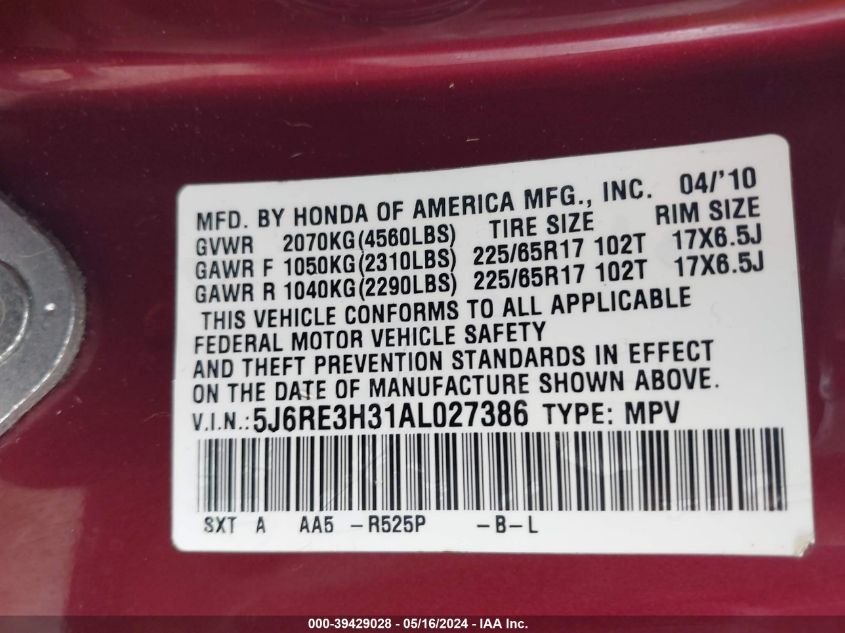 MFD. BY HONDA OF AMERICA MFG., INC. 04/'10
GVWR 2070KG(4560LBS) TIRE SIZE RIM SIZE
GAWR F 1050KG(2310LBS) 225/65R17 102T 17X6.5J
GAWR R 1040KG(2290LBS) 225/65R17 102T 17X6.5J
THIS VEHICLE CONFORMS TO ALL APPLICABLE
FEDERAL MOTOR VEHICLE SAFETY
AND THEFT PREVENTION STANDARDS IN EFFECT
ON THE DATE OF MANUFACTURE SHOWN ABOVE.
V.I.N.: 5J6RE3H31AL027386 TYPE: MPV
SXT A AA5 -R525P -B-L
000-39429028 - 05/16/2024 - IAA Inc.